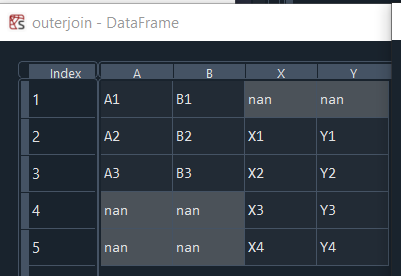 outerjoin - DataFrame
Index A B X Y
1 A1 B1 nan nan
2 A2 B2 X1 Y1
3 A3 B3 X2 Y2
4 nan nan X3 Y3
5 nan nan X4 Y4